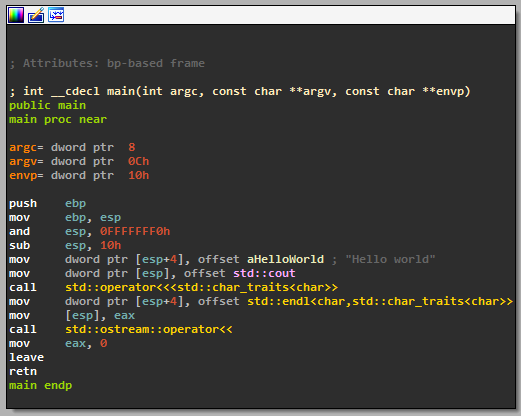 ; Attributes: bp-based frame
; int __cdecl main(int argc, const char **argv, const char **envp)
public main
main proc near
argc= dword ptr  8
argv= dword ptr  0Ch
envp= dword ptr  10h
push    ebp
mov     ebp, esp
and     esp, 0FFFFFFF0h
sub     esp, 10h
mov     dword ptr [esp+4], offset aHelloWorld ; "Hello world"
mov     dword ptr [esp], offset std::cout
call    std::operator<<<std::char_traits<char>>
mov     dword ptr [esp+4], offset std::endl<char,std::char_traits<char>>
mov     [esp], eax
call    std::ostream::operator<<
mov     eax, 0
leave
retn
main endp